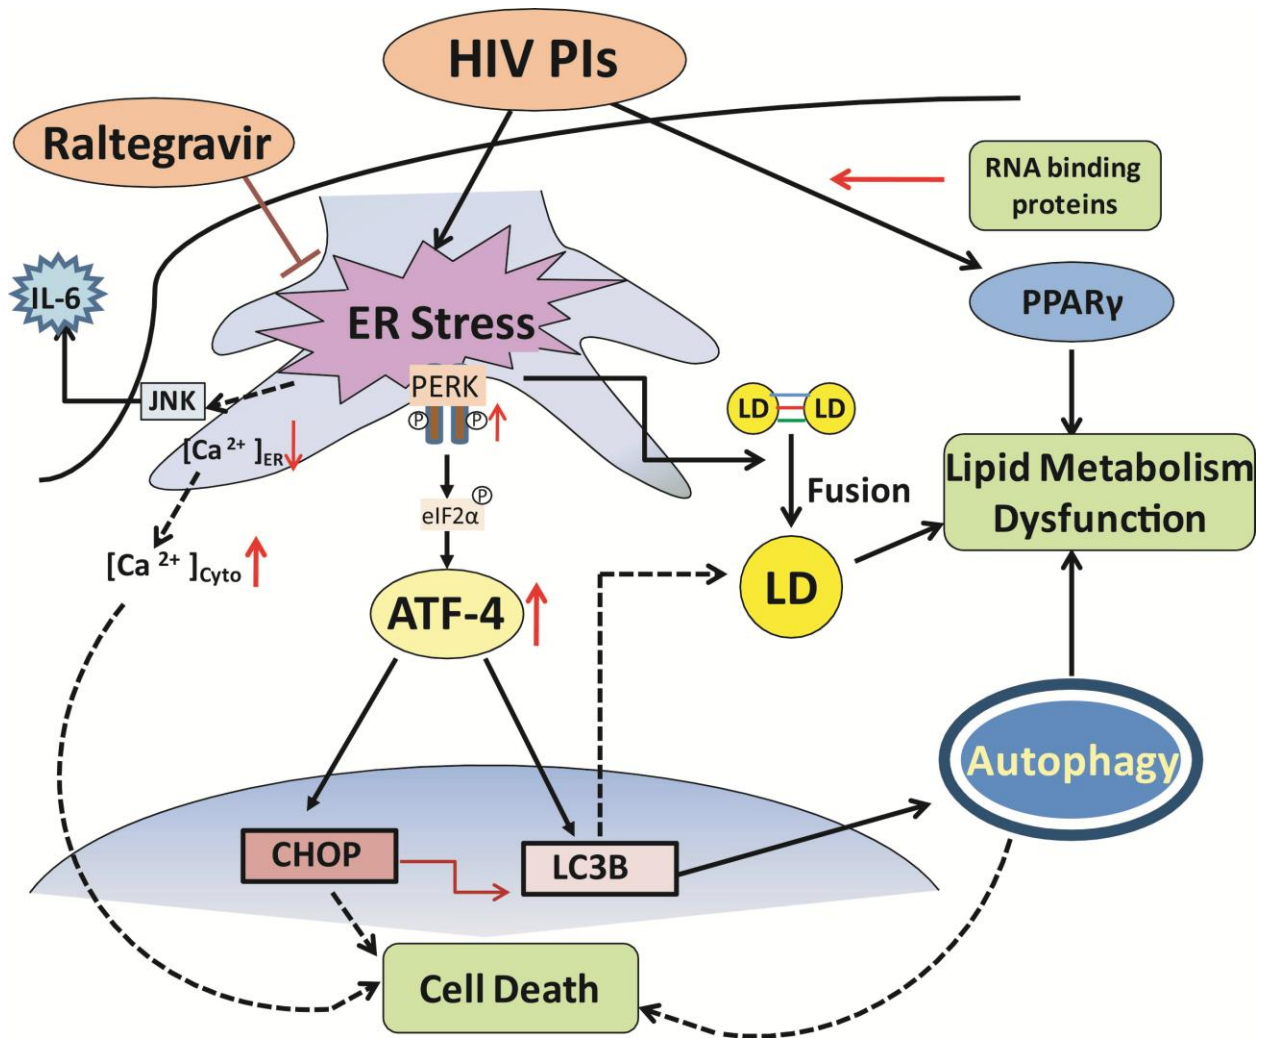 HIV PIs
Raltegravir
RNA binding
proteins
IL-6
PPARγ
ER Stress
PERK
JNK
P
P
LD
LD
[Ca 2+ ]ER
Fusion
P
eIF2α
[Ca 2+ ]Cyto
ATF-4
LD
Lipid Metabolism
Dysfunction
Autophagy
CHOP
LC3B
Cell Death